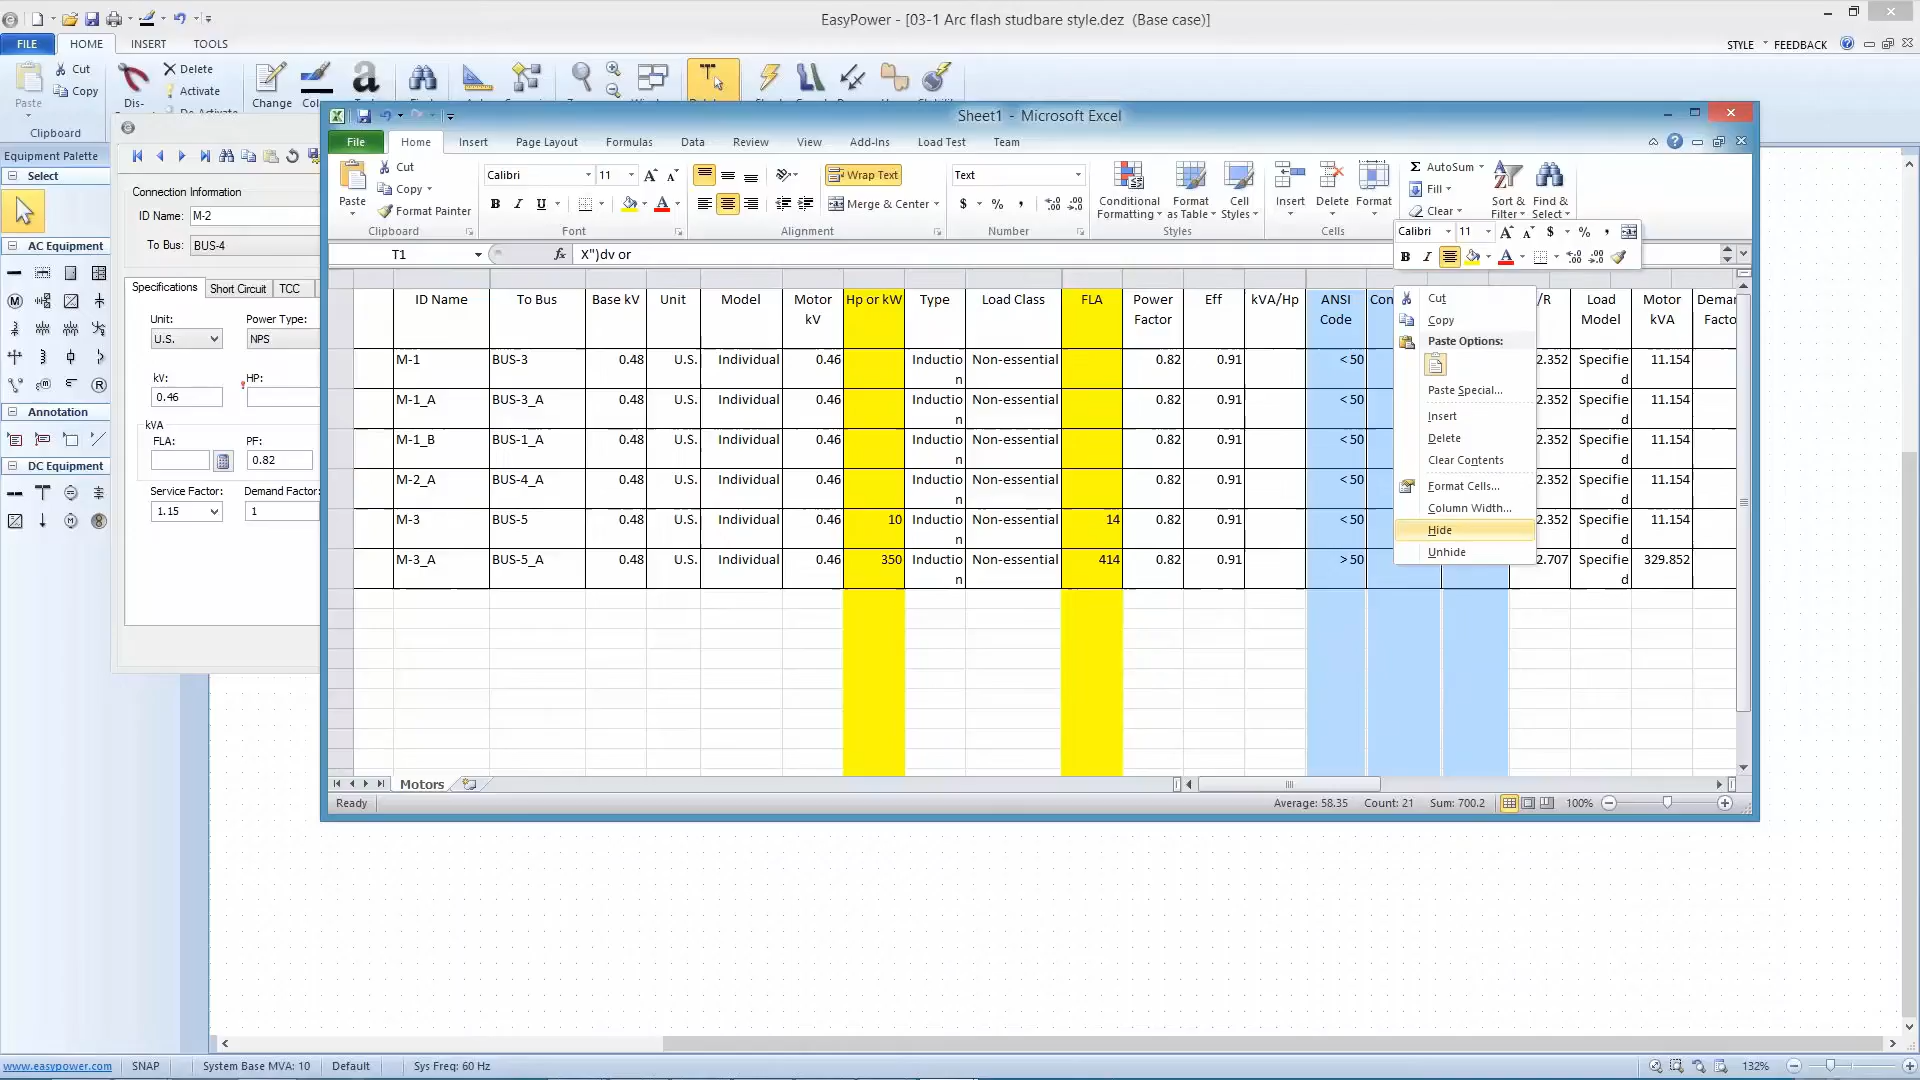 EasyPower - [03-1 Arc flash studbare style.dez (Base case)]
FILE HOME INSERT TOOLS
STYLE FEEDBACK
Paste
Cut
Copy
Clipboard
Dis-
Delete
Activate
Change
Equipment Palette
Select
AC Equipment
Annotation
DC Equipment
Connection Information
ID Name: M-2
To Bus: BUS-4
Specifications Short Circuit TCC
Unit: Power Type:
U.S. NPS
kV: HP:
0.46
kVA
FLA: PF:
0.82
Service Factor: Demand Factor:
1.15 1
Sheet1 - Microsoft Excel
File Home Insert Page Layout Formulas Data Review View Add-Ins Load Test Team
Paste
Cut
Copy
Format Painter
Clipboard
Calibri 11
B I U
Font
Wrap Text
Merge & Center
Alignment
Text
$ % ,
Number
Conditional Formatting
Format as Table
Cell Styles
Styles
Insert Delete Format
Cells
AutoSum
Fill
Clear
Sort & Filter
Find & Select
Calibri 11 $ % ,
B I
T1 fx X")dv or
ID Name To Bus Base kV Unit Model Motor kV Hp or kW Type Load Class FLA Power Factor Eff kVA/Hp ANSI Code Con /R Load Model Motor kVA Deman Facto
M-1 BUS-3 0.48 U.S. Individual 0.46 Induction Non-essential 0.82 0.91 < 50 2.352 Specified 11.154
M-1_A BUS-3_A 0.48 U.S. Individual 0.46 Induction Non-essential 0.82 0.91 < 50 2.352 Specified 11.154
M-1_B BUS-1_A 0.48 U.S. Individual 0.46 Induction Non-essential 0.82 0.91 < 50 2.352 Specified 11.154
M-2_A BUS-4_A 0.48 U.S. Individual 0.46 Induction Non-essential 0.82 0.91 < 50 2.352 Specified 11.154
M-3 BUS-5 0.48 U.S. Individual 0.46 10 Induction Non-essential 14 0.82 0.91 < 50 2.352 Specified 11.154
M-3_A BUS-5_A 0.48 U.S. Individual 0.46 350 Induction Non-essential 414 0.82 0.91 > 50 2.707 Specified 329.852
Cut
Copy
Paste Options:
Paste Special...
Insert
Delete
Clear Contents
Format Cells...
Column Width...
Hide
Unhide
Motors
Ready Average: 58.35 Count: 21 Sum: 700.2 100%
www.easypower.com SNAP System Base MVA: 10 Default Sys Freq: 60 Hz 132%